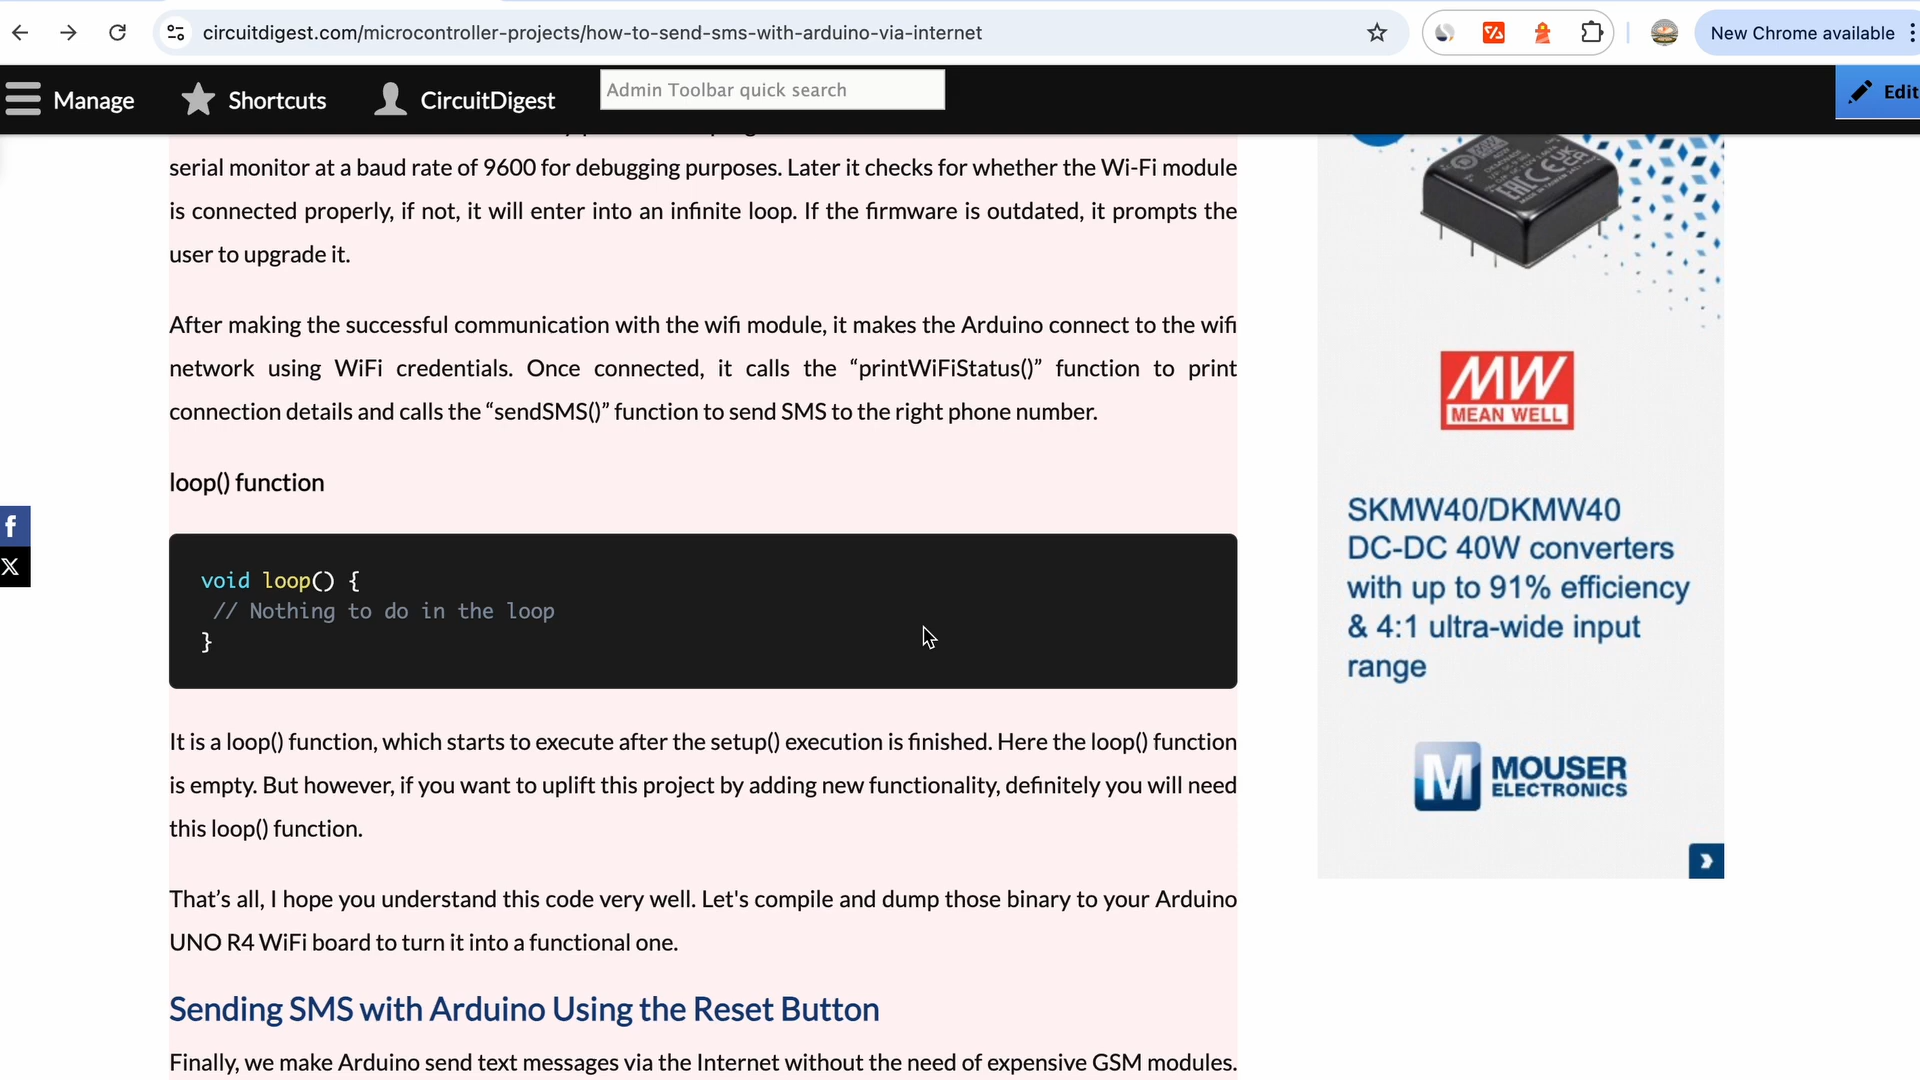 circuitdigest.com/microcontroller-projects/how-to-send-sms-with-arduino-via-internet
New Chrome available
Manage
Shortcuts
CircuitDigest
Admin Toolbar quick search
Edit
serial monitor at a baud rate of 9600 for debugging purposes. Later it checks for whether the Wi-Fi module
is connected properly, if not, it will enter into an infinite loop. If the firmware is outdated, it prompts the
user to upgrade it.
After making the successful communication with the wifi module, it makes the Arduino connect to the wifi
network using WiFi credentials. Once connected, it calls the “printWiFiStatus()” function to print
connection details and calls the “sendSMS()” function to send SMS to the right phone number.
loop() function
void loop() {
// Nothing to do in the loop
}
It is a loop() function, which starts to execute after the setup() execution is finished. Here the loop() function
is empty. But however, if you want to uplift this project by adding new functionality, definitely you will need
this loop() function.
That’s all, I hope you understand this code very well. Let's compile and dump those binary to your Arduino
UNO R4 WiFi board to turn it into a functional one.
Sending SMS with Arduino Using the Reset Button
Finally, we make Arduino send text messages via the Internet without the need of expensive GSM modules.
MW
MEAN WELL
SKMW40/DKMW40
DC-DC 40W converters
with up to 91% efficiency
& 4:1 ultra-wide input
range
M MOUSER
ELECTRONICS
f
X